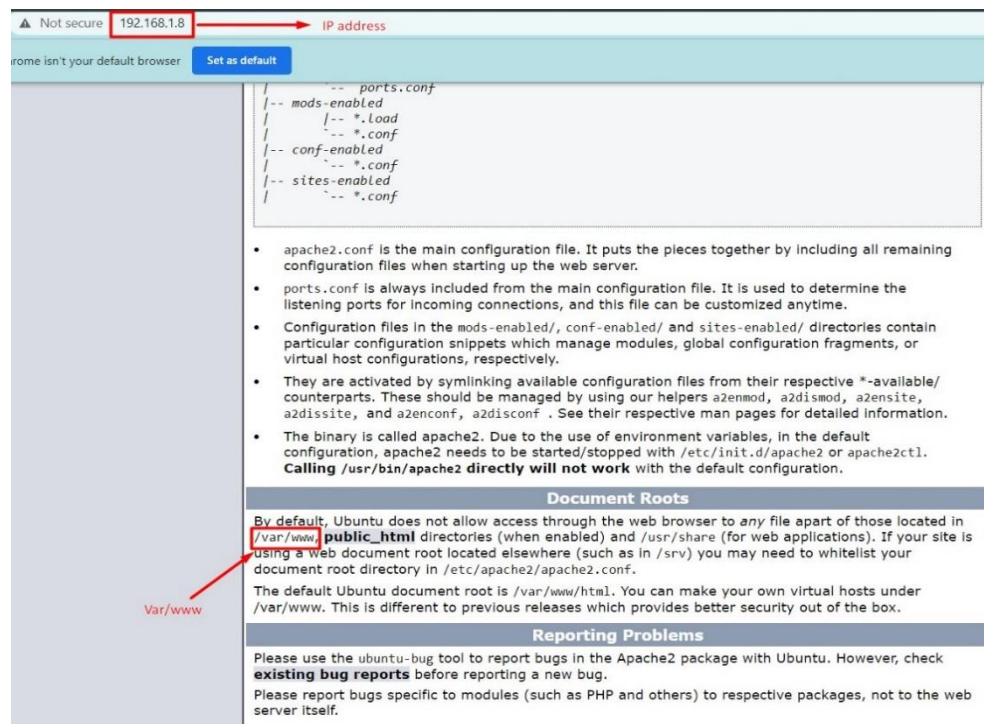 Not secure 192.168.1.8 IP address
rome isn't your default browser Set as default
| `-- ports.conf
|-- mods-enabled
| |-- *.load
| `-- *.conf
|-- conf-enabled
| `-- *.conf
|-- sites-enabled
| `-- *.conf
• apache2.conf is the main configuration file. It puts the pieces together by including all remaining
configuration files when starting up the web server.
• ports.conf is always included from the main configuration file. It is used to determine the
listening ports for incoming connections, and this file can be customized anytime.
• Configuration files in the mods-enabled/, conf-enabled/ and sites-enabled/ directories contain
particular configuration snippets which manage modules, global configuration fragments, or
virtual host configurations, respectively.
• They are activated by symlinking available configuration files from their respective *-available/
counterparts. These should be managed by using our helpers a2enmod, a2dismod, a2ensite,
a2dissite, and a2enconf, a2disconf . See their respective man pages for detailed information.
• The binary is called apache2. Due to the use of environment variables, in the default
configuration, apache2 needs to be started/stopped with /etc/init.d/apache2 or apache2ctl.
Calling /usr/bin/apache2 directly will not work with the default configuration.
Document Roots
By default, Ubuntu does not allow access through the web browser to any file apart of those located in
/var/www, public_html directories (when enabled) and /usr/share (for web applications). If your site is
using a web document root located elsewhere (such as in /srv) you may need to whitelist your
document root directory in /etc/apache2/apache2.conf.
The default Ubuntu document root is /var/www/html. You can make your own virtual hosts under
/var/www. This is different to previous releases which provides better security out of the box.
Var/www
Reporting Problems
Please use the ubuntu-bug tool to report bugs in the Apache2 package with Ubuntu. However, check
existing bug reports before reporting a new bug.
Please report bugs specific to modules (such as PHP and others) to respective packages, not to the web
server itself.